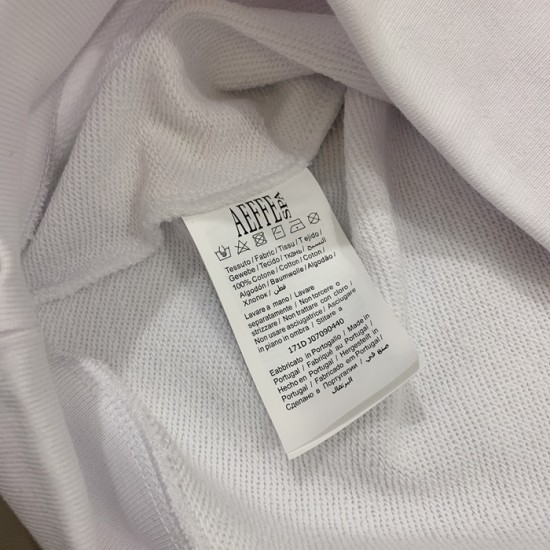 AEFFE
SPA
Tessuto / Fabric / Tissu / Tejido /
Gewebe / Tecido / ткань / النسيج
100% Cotone / Cotton / Coton /
Algodón / Baumwolle / Algodão /
Хлопок / قطن
Lavare a mano / Lavare
separatamente / Non torcere o
strizzare / Non trattare con cloro /
Non usare asciugatrice / Asciugare
in piano in ombra / Stirare a
171D J07090440
Eabbricato in Portogallo / Made in
Portugal / Fabriqué au Portugal /
Hecho en Portugal / Hergestellt in
Portugal / Fabricado em Portugal /
Сделано в Португалии / صنع في
البرتغال